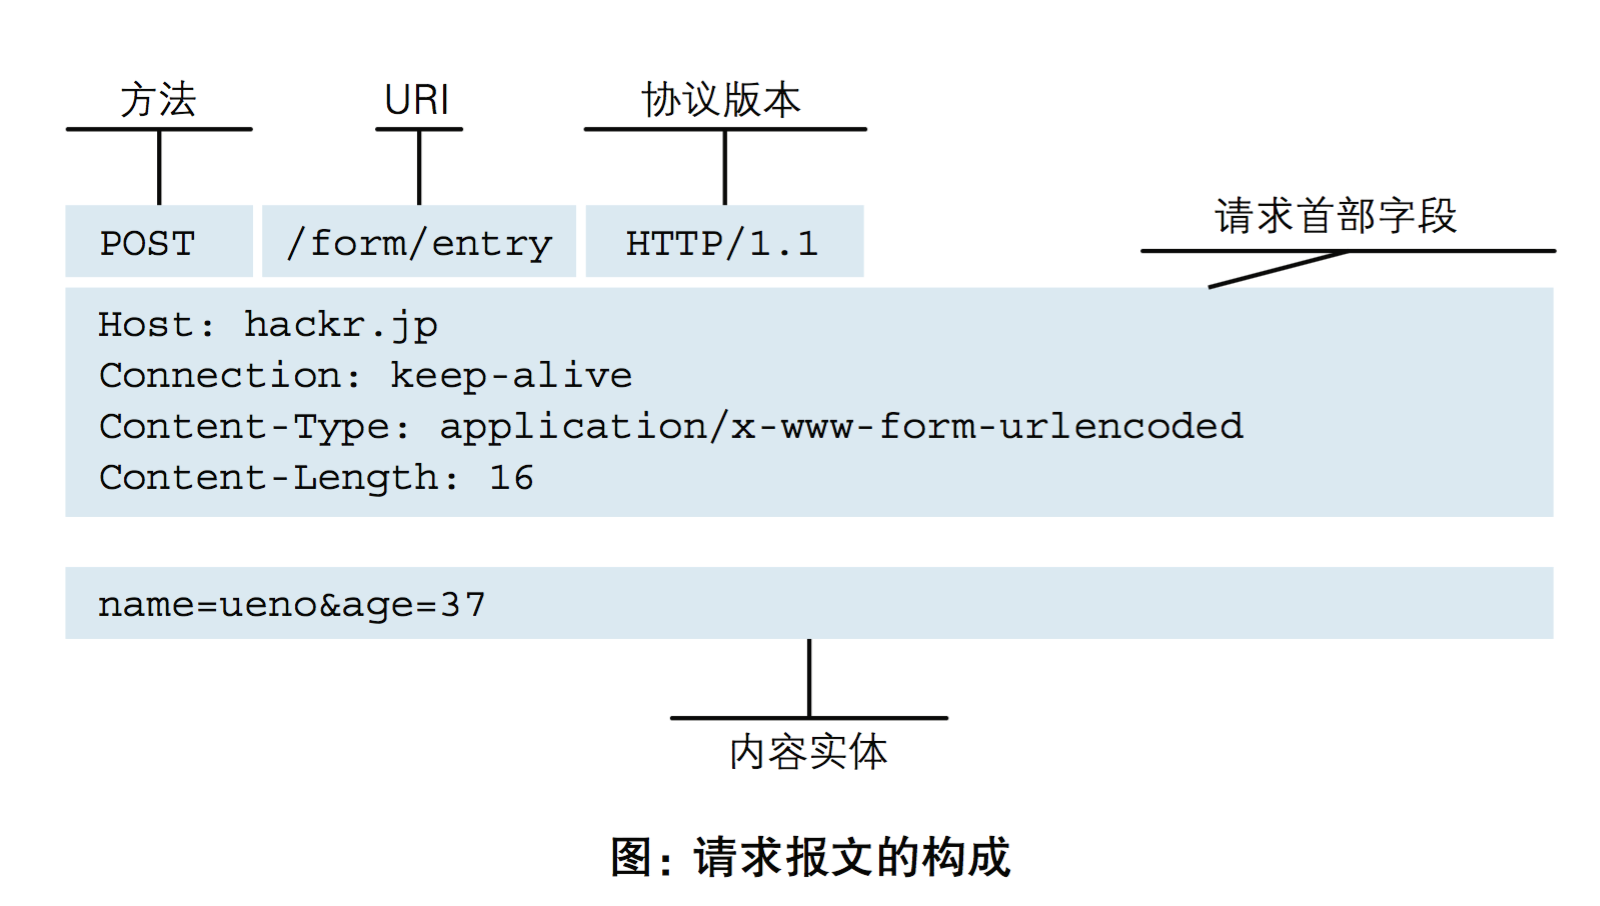 方法 URI 协议版本
请求首部字段
POST /form/entry HTTP/1.1
Host: hackr.jp
Connection: keep-alive
Content-Type: application/x-www-form-urlencoded
Content-Length: 16
name=ueno&age=37
内容实体
图：请求报文的构成